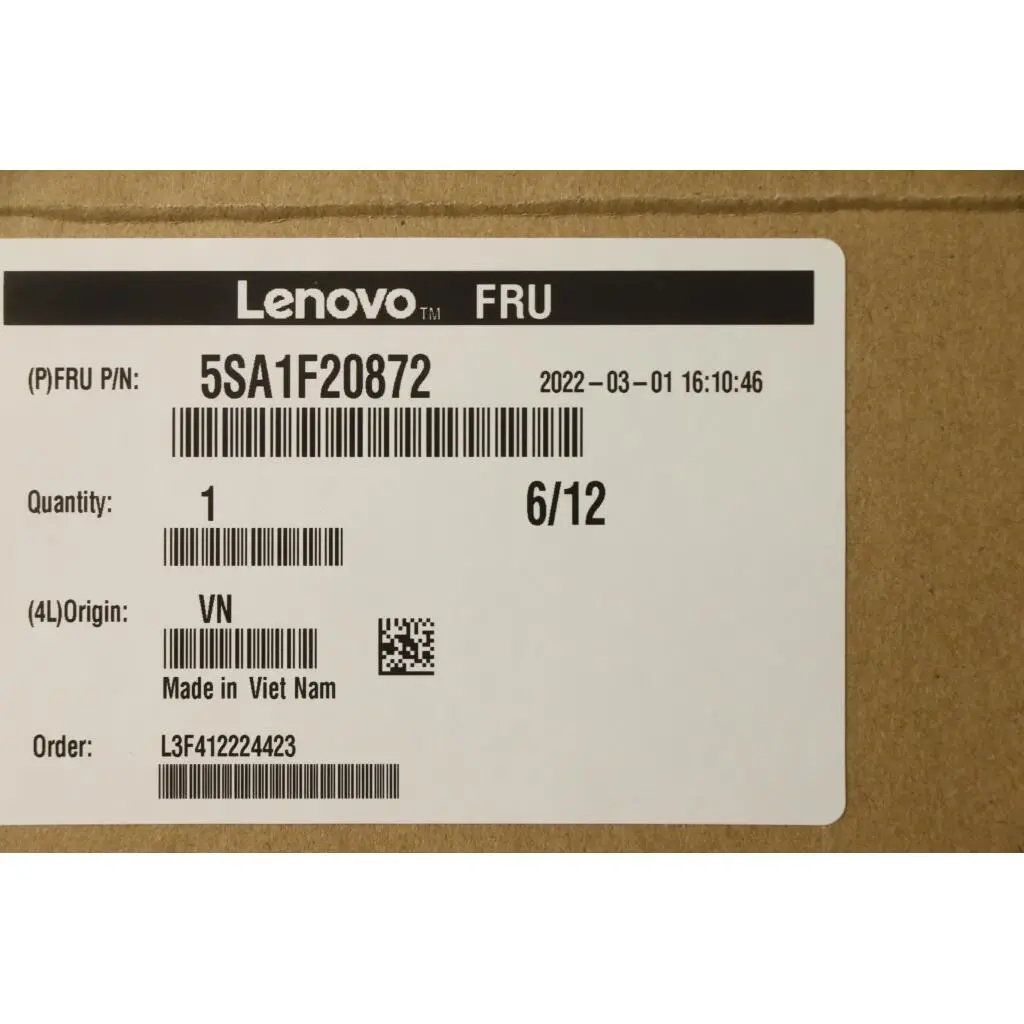 Lenovo™ FRU
(P)FRU P/N: 5SA1F20872 2022-03-01 16:10:46
Quantity: 1 6/12
(4L)Origin: VN
Made in Viet Nam
Order: L3F412224423